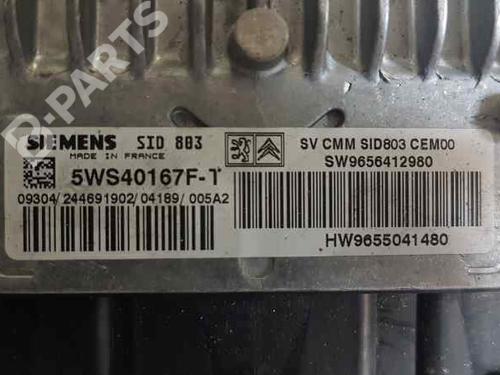 B-PARTS
SIEMENS SID 803
MADE IN FRANCE
5WS40167F-T
09304/244691902/04189/005A2
SV CMM SID803 CEM00
SW9656412980
HW9655041480